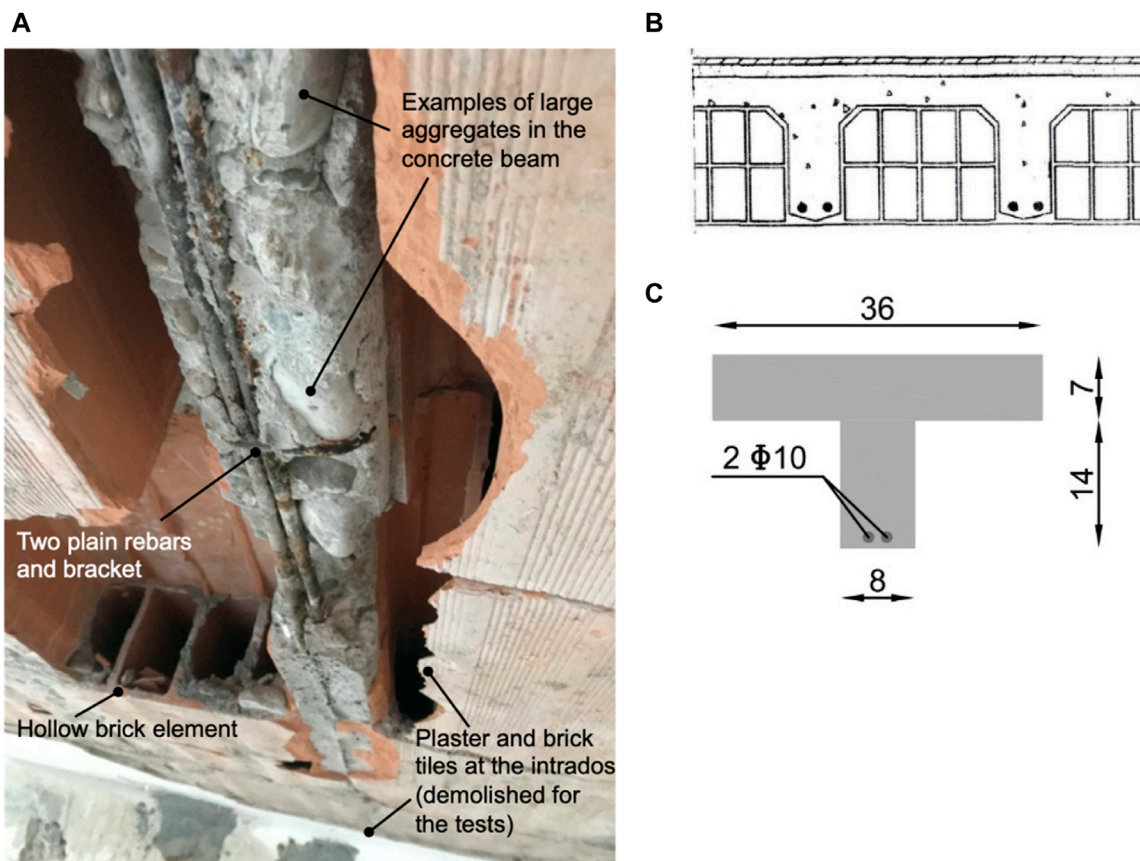 A
Examples of large
aggregates in the
concrete beam
Two plain rebars
and bracket
Hollow brick element
Plaster and brick
tiles at the intrados
(demolished for
the tests)
B
C
36
7
2 Φ10
14
8